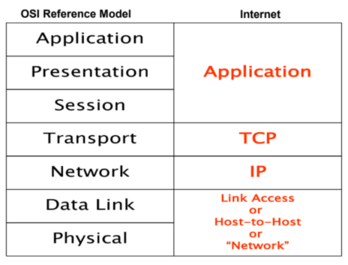 OSI Reference Model
Internet
Application
Presentation
Session
Application
Transport
TCP
Network
IP
Data Link
Physical
Link Access
or
Host-to-Host
or
"Network"